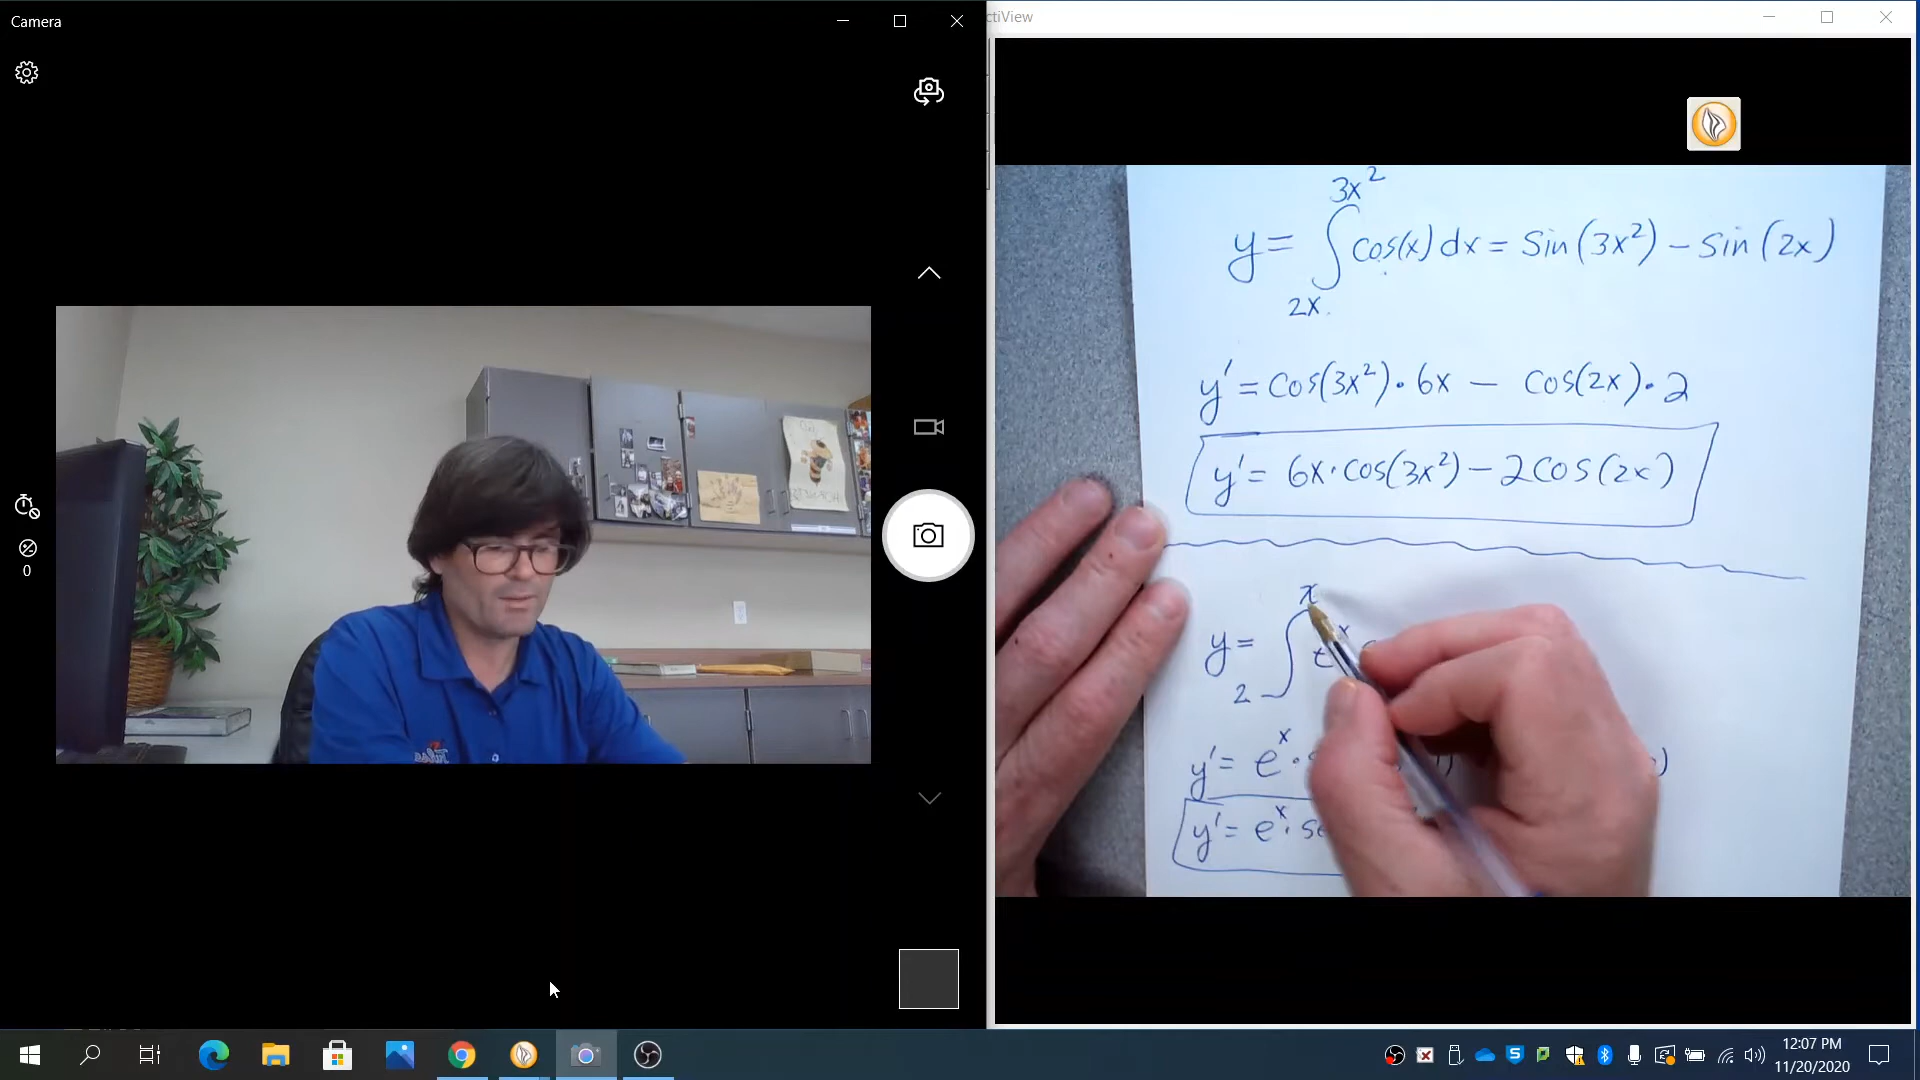 Camera
ctiView
0
3x²
y = ∫ cos(x) dx = sin(3x²) - sin(2x)
2x
y' = cos(3x²) · 6x - cos(2x) · 2
y' = 6x · cos(3x²) - 2cos(2x)
x
y = ∫
2
y' = e^x ·
y' = e^x · se
12:07 PM
11/20/2020